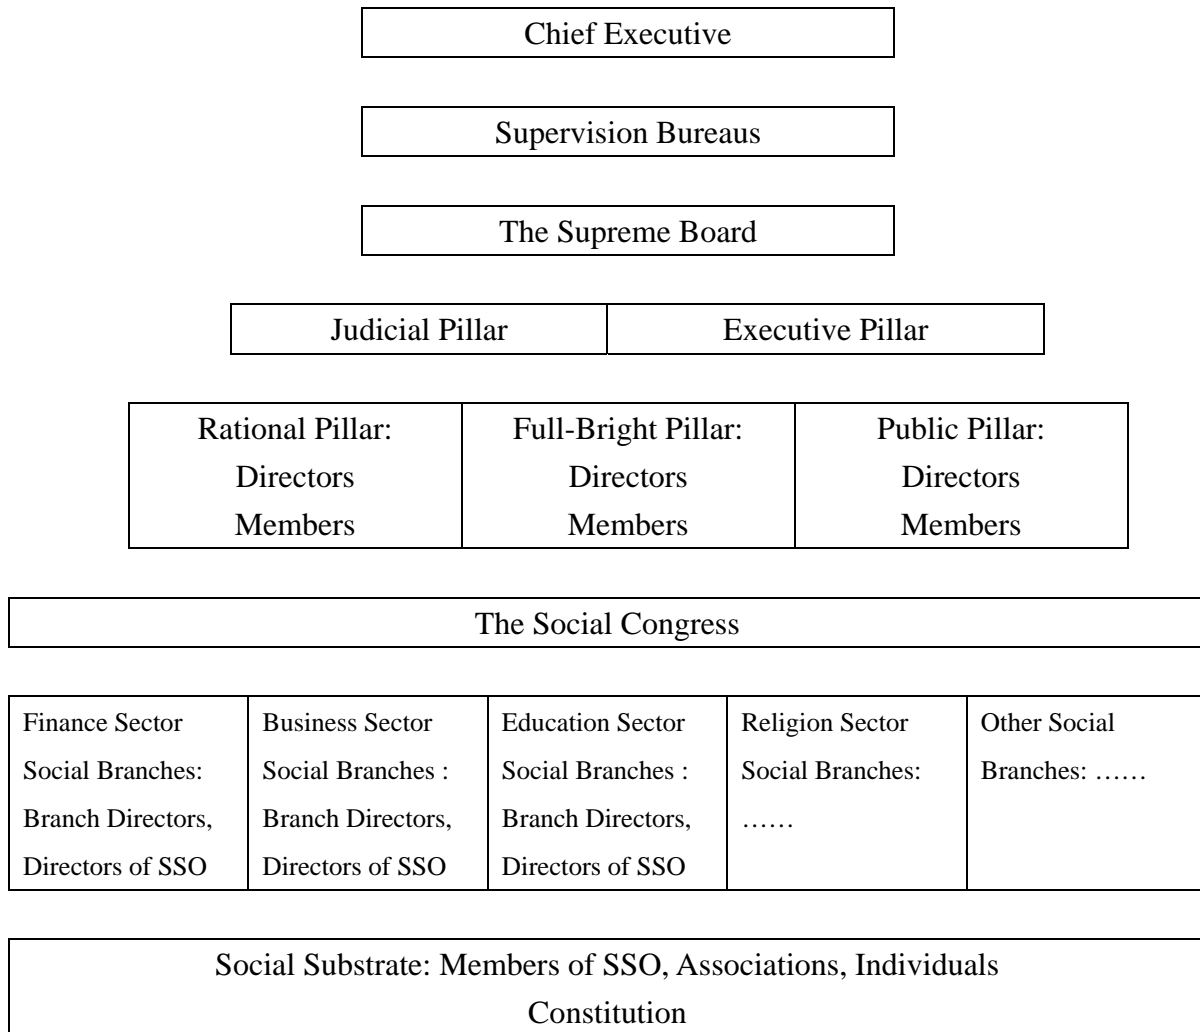 Chief Executive
Supervision Bureaus
The Supreme Board
Judicial Pillar
Executive Pillar
Rational Pillar:
Directors
Members
Full-Bright Pillar:
Directors
Members
Public Pillar:
Directors
Members
The Social Congress
Finance Sector
Social Branches:
Branch Directors,
Directors of SSO
Business Sector
Social Branches :
Branch Directors,
Directors of SSO
Education Sector
Social Branches :
Branch Directors,
Directors of SSO
Religion Sector
Social Branches:
……
Other Social
Branches: ……
Social Substrate: Members of SSO, Associations, Individuals
Constitution